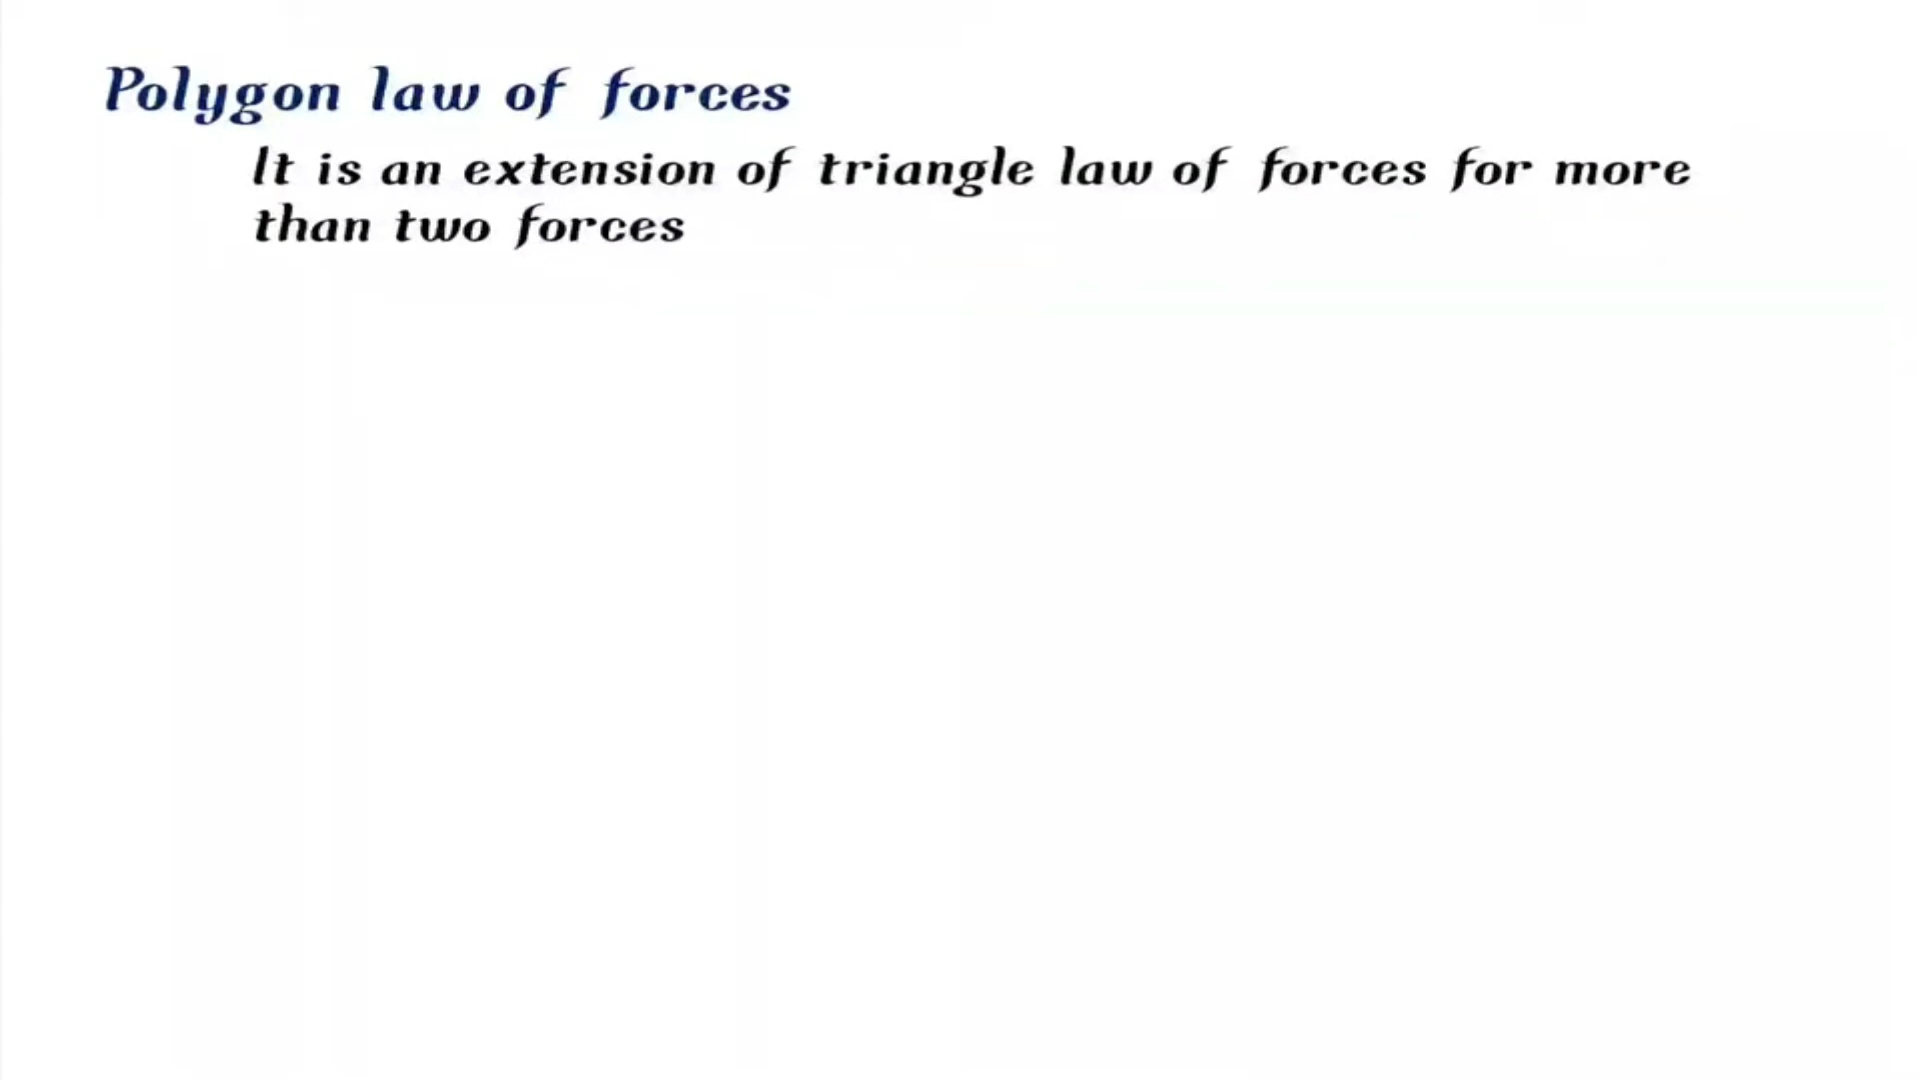 Polygon law of forces
It is an extension of triangle law of forces for more
than two forces